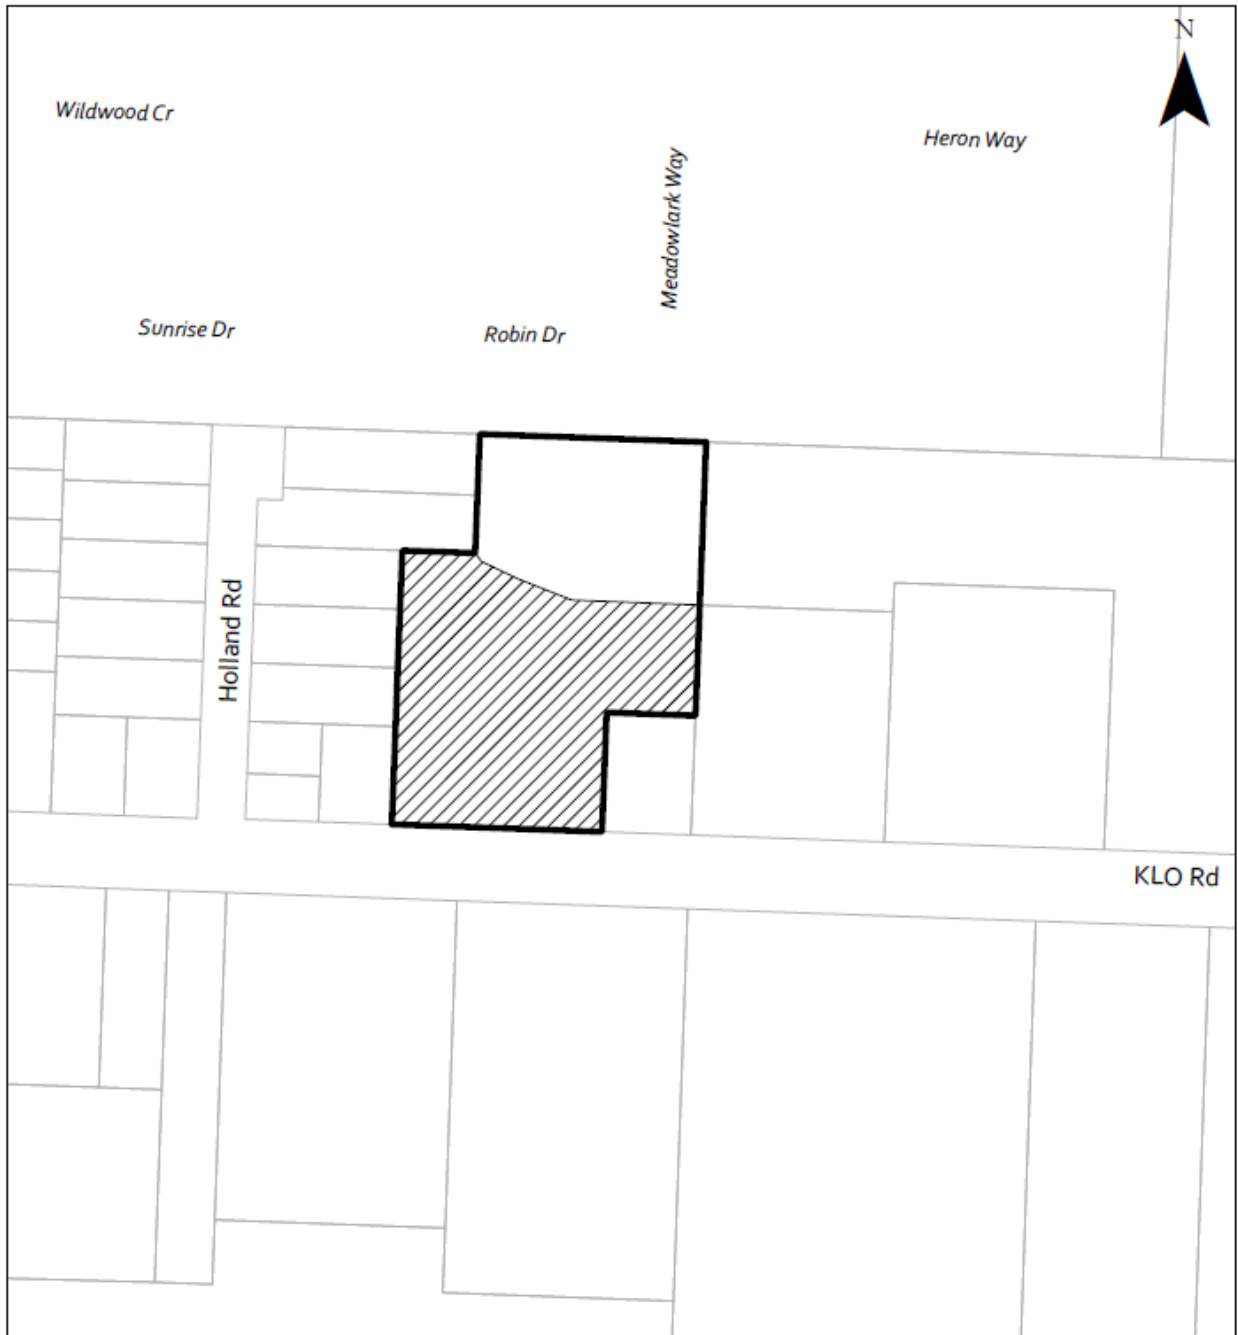 N
Wildwood Cr
Heron Way
Meadowlark Way
Sunrise Dr
Robin Dr
Holland Rd
KLO Rd